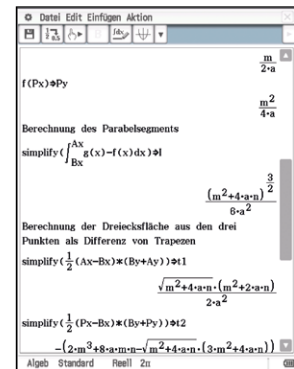 Datei Edit Einfügen Aktion
m/(2·a)
f(Px)⇒Py
m²/(4·a)
Berechnung des Parabelsegments
simplify(∫_Bx^Ax g(x)-f(x)dx)⇒I
(m²+4·a·n)^(3/2)/(6·a²)
Berechnung der Dreiecksfläche aus den drei
Punkten als Differenz von Trapezen
simplify(1/2 (Ax-Bx)*(By+Ay))⇒t1
√(m²+4·a·n)·(m²+2·a·n)/(2·a²)
simplify(1/2 (Px-Bx)*(By+Py))⇒t2
-(2·m³+8·a·m·n-√(m²+4·a·n)·(3·m²+4·a·n))
Algeb Standard Reell 2π